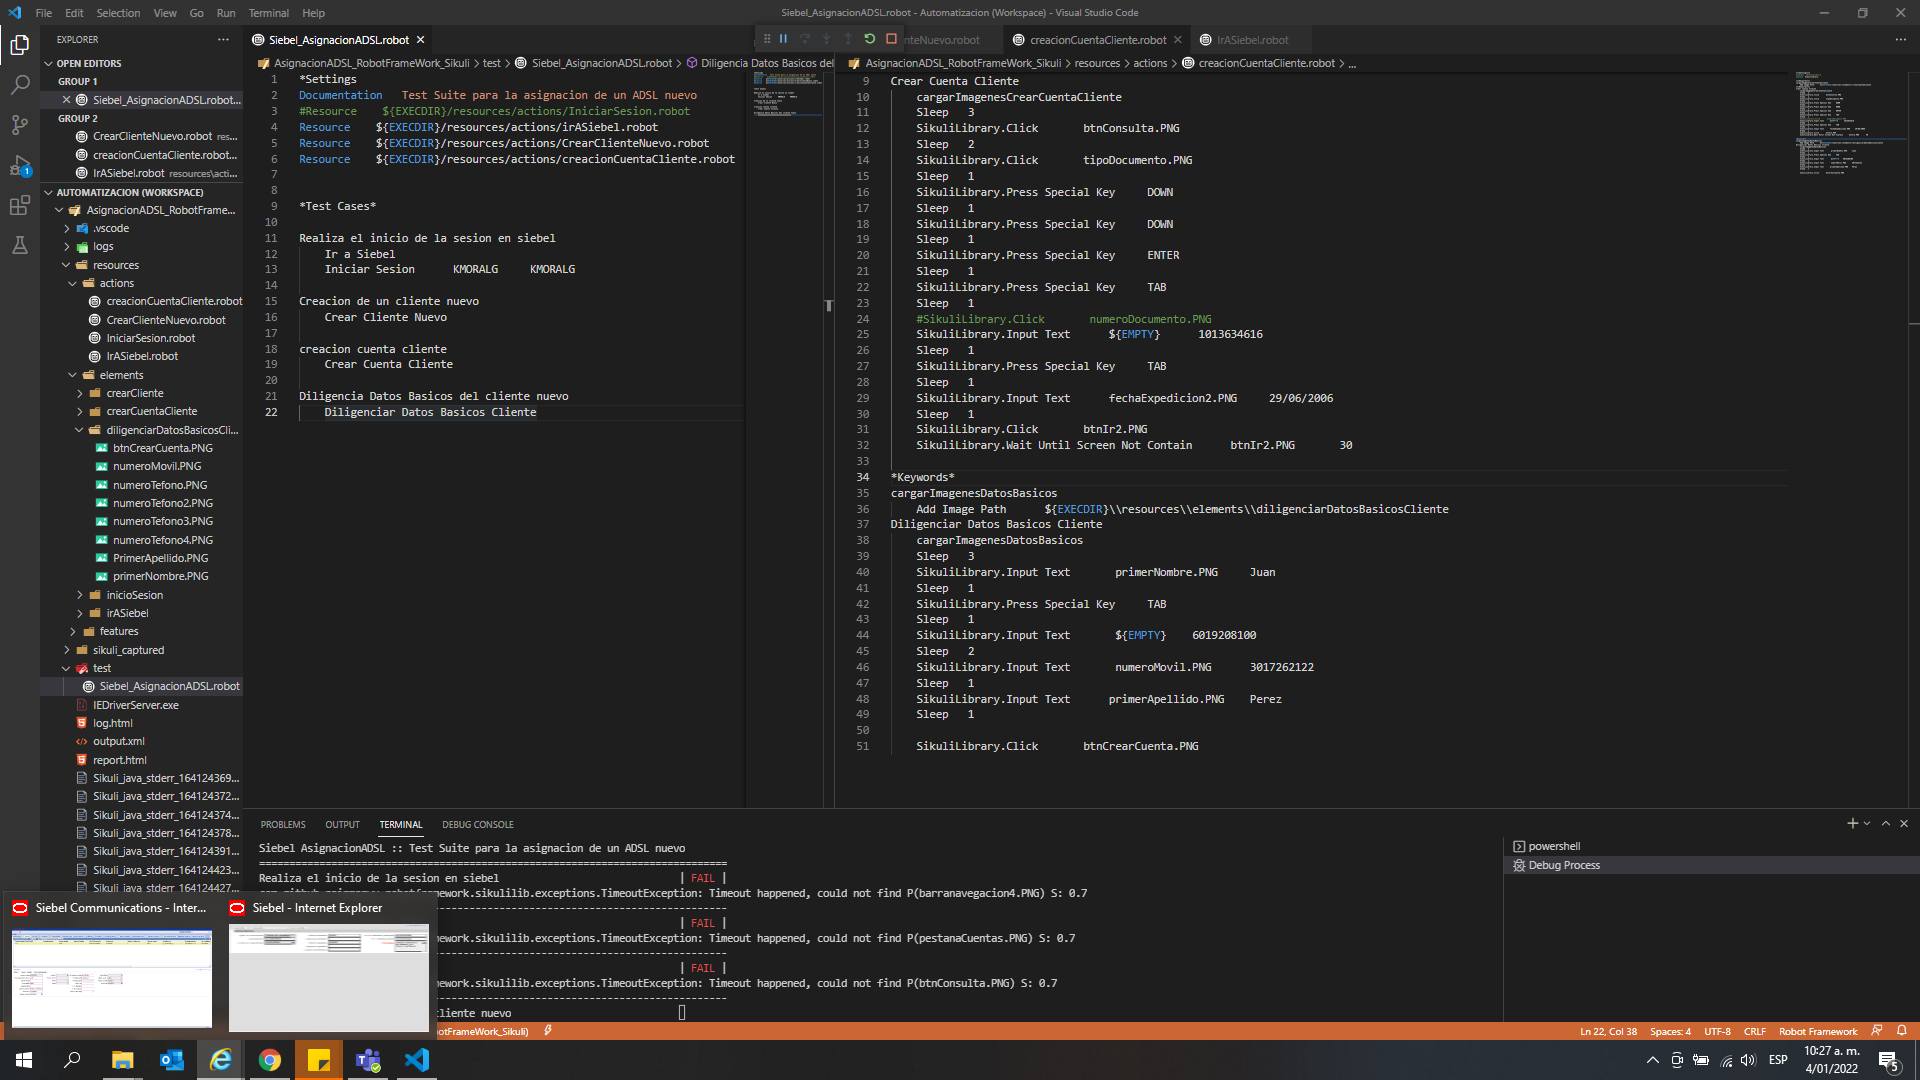 File Edit Selection View Go Run Terminal Help
Siebel_AsignacionADSL.robot - Automatizacion (Workspace) - Visual Studio Code
EXPLORER
OPEN EDITORS
GROUP 1
Siebel_AsignacionADSL.robot...
GROUP 2
CrearClienteNuevo.robot res...
creacionCuentaCliente.robot...
IrASiebel.robot resources\act...
1
AUTOMATIZACION (WORKSPACE)
AsignacionADSL_RobotFrame...
.vscode
logs
resources
actions
creacionCuentaCliente.robot
CrearClienteNuevo.robot
IniciarSesion.robot
IrASiebel.robot
elements
crearCliente
crearCuentaCliente
diligenciarDatosBasicosCli...
btnCrearCuenta.PNG
numeroMovil.PNG
numeroTefono.PNG
numeroTefono2.PNG
numeroTefono3.PNG
numeroTefono4.PNG
PrimerApellido.PNG
primerNombre.PNG
inicioSesion
irASiebel
features
sikuli_captured
test
Siebel_AsignacionADSL.robot
IEDriverServer.exe
log.html
output.xml
report.html
Sikuli_java_stderr_164124369...
Sikuli_java_stderr_164124372...
Sikuli_java_stderr_164124374...
Sikuli_java_stderr_164124378...
Sikuli_java_stderr_164124391...
Sikuli_java_stderr_164124423...
Sikuli_java_stderr_164124427...
Siebel_AsignacionADSL.robot
AsignacionADSL_RobotFrameWork_Sikuli > test > Siebel_AsignacionADSL.robot > Diligencia Datos Basicos del
1 *Settings
2 Documentation Test Suite para la asignacion de un ADSL nuevo
3 #Resource ${EXECDIR}/resources/actions/IniciarSesion.robot
4 Resource ${EXECDIR}/resources/actions/irASiebel.robot
5 Resource ${EXECDIR}/resources/actions/CrearClienteNuevo.robot
6 Resource ${EXECDIR}/resources/actions/creacionCuentaCliente.robot
7
8
9 *Test Cases*
10
11 Realiza el inicio de la sesion en siebel
12 Ir a Siebel
13 Iniciar Sesion KMORALG KMORALG
14
15 Creacion de un cliente nuevo
16 Crear Cliente Nuevo
17
18 creacion cuenta cliente
19 Crear Cuenta Cliente
20
21 Diligencia Datos Basicos del cliente nuevo
22 Diligenciar Datos Basicos Cliente
nteNuevo.robot creacionCuentaCliente.robot IrASiebel.robot
AsignacionADSL_RobotFrameWork_Sikuli > resources > actions > creacionCuentaCliente.robot > ...
9 Crear Cuenta Cliente
10 cargarImagenesCrearCuentaCliente
11 Sleep 3
12 SikuliLibrary.Click btnConsulta.PNG
13 Sleep 2
14 SikuliLibrary.Click tipoDocumento.PNG
15 Sleep 1
16 SikuliLibrary.Press Special Key DOWN
17 Sleep 1
18 SikuliLibrary.Press Special Key DOWN
19 Sleep 1
20 SikuliLibrary.Press Special Key ENTER
21 Sleep 1
22 SikuliLibrary.Press Special Key TAB
23 Sleep 1
24 #SikuliLibrary.Click numeroDocumento.PNG
25 SikuliLibrary.Input Text ${EMPTY} 1013634616
26 Sleep 1
27 SikuliLibrary.Press Special Key TAB
28 Sleep 1
29 SikuliLibrary.Input Text fechaExpedicion2.PNG 29/06/2006
30 Sleep 1
31 SikuliLibrary.Click btnIr2.PNG
32 SikuliLibrary.Wait Until Screen Not Contain btnIr2.PNG 30
33
34 *Keywords*
35 cargarImagenesDatosBasicos
36 Add Image Path ${EXECDIR}\\resources\\elements\\diligenciarDatosBasicosCliente
37 Diligenciar Datos Basicos Cliente
38 cargarImagenesDatosBasicos
39 Sleep 3
40 SikuliLibrary.Input Text primerNombre.PNG Juan
41 Sleep 1
42 SikuliLibrary.Press Special Key TAB
43 Sleep 1
44 SikuliLibrary.Input Text ${EMPTY} 6019208100
45 Sleep 2
46 SikuliLibrary.Input Text numeroMovil.PNG 3017262122
47 Sleep 1
48 SikuliLibrary.Input Text primerApellido.PNG Perez
49 Sleep 1
50
51 SikuliLibrary.Click btnCrearCuenta.PNG
PROBLEMS OUTPUT TERMINAL DEBUG CONSOLE
Siebel AsignacionADSL :: Test Suite para la asignacion de un ADSL nuevo
==============================================================================
Realiza el inicio de la sesion en siebel | FAIL |
work.sikulilib.exceptions.TimeoutException: Timeout happened, could not find P(barranavegacion4.PNG) S: 0.7
------------------------------------------------
| FAIL |
work.sikulilib.exceptions.TimeoutException: Timeout happened, could not find P(pestanaCuentas.PNG) S: 0.7
------------------------------------------------
| FAIL |
work.sikulilib.exceptions.TimeoutException: Timeout happened, could not find P(btnConsulta.PNG) S: 0.7
------------------------------------------------
liente nuevo
powershell
Debug Process
Siebel Communications - Inter...
Siebel - Internet Explorer
botFrameWork_Sikuli)
Ln 22, Col 38 Spaces: 4 UTF-8 CRLF Robot Framework
ESP
10:27 a. m.
4/01/2022
5